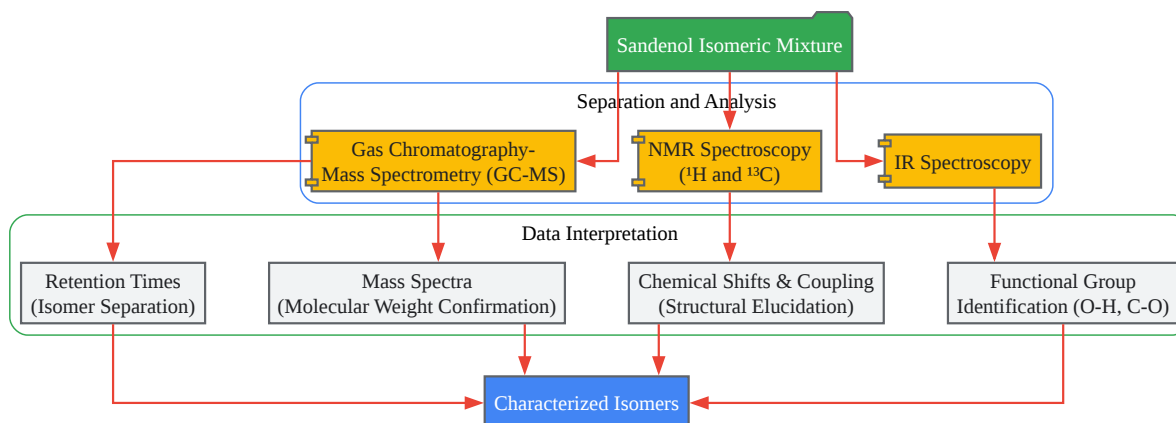 Sandenol Isomeric Mixture
Separation and Analysis
Gas Chromatography-
Mass Spectrometry (GC-MS)
NMR Spectroscopy
(¹H and ¹³C)
IR Spectroscopy
Data Interpretation
Retention Times
(Isomer Separation)
Mass Spectra
(Molecular Weight Confirmation)
Chemical Shifts & Coupling
(Structural Elucidation)
Functional Group
Identification (O-H, C-O)
Characterized Isomers